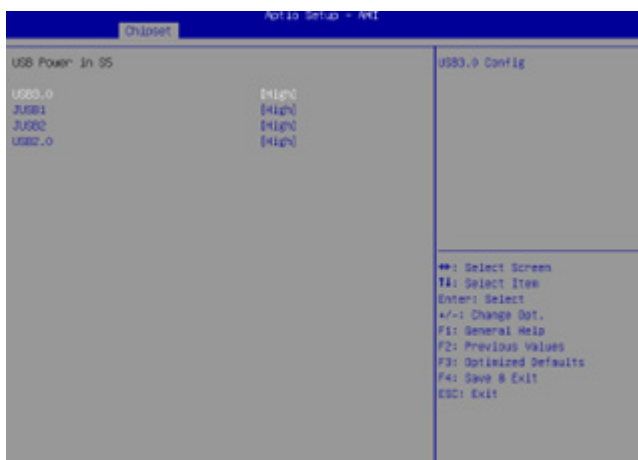 Aptio Setup - AMI
Chipset
USB Power in S5
USB3.0 [High]
JUSB1 [High]
JUSB2 [High]
USB2.0 [High]
USB3.0 Config
↔: Select Screen
↑↓: Select Item
Enter: Select
+/-: Change Opt.
F1: General Help
F2: Previous Values
F3: Optimized Defaults
F4: Save & Exit
ESC: Exit